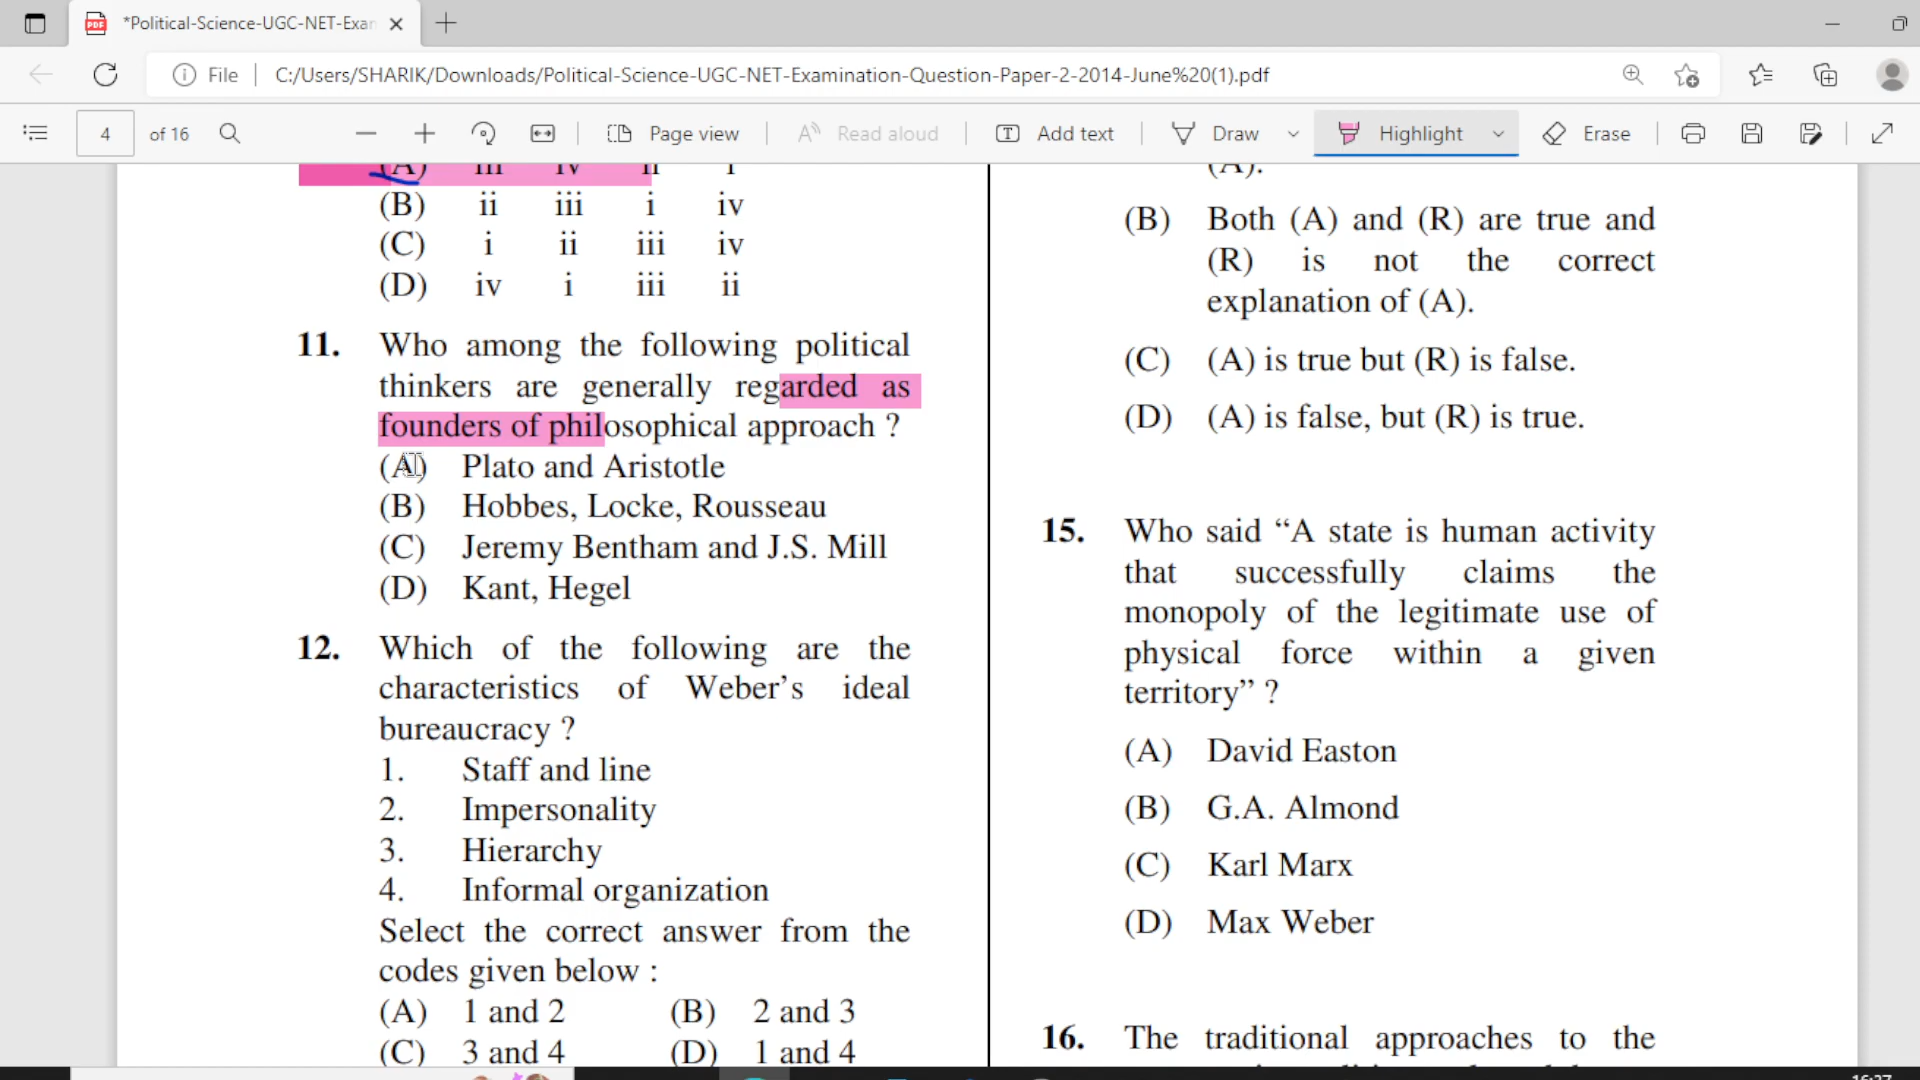 *Political-Science-UGC-NET-Exam
File
C:/Users/SHARIK/Downloads/Political-Science-UGC-NET-Examination-Question-Paper-2-2014-June%20(1).pdf
4 of 16
Page view
Read aloud
Add text
Draw
Highlight
Erase
(A) iii iv ii i
(B) ii iii i iv
(C) i ii iii iv
(D) iv i iii ii
11. Who among the following political
thinkers are generally regarded as
founders of philosophical approach ?
(A) Plato and Aristotle
(B) Hobbes, Locke, Rousseau
(C) Jeremy Bentham and J.S. Mill
(D) Kant, Hegel
12. Which of the following are the
characteristics of Weber’s ideal
bureaucracy ?
1. Staff and line
2. Impersonality
3. Hierarchy
4. Informal organization
Select the correct answer from the
codes given below :
(A) 1 and 2 (B) 2 and 3
(C) 3 and 4 (D) 1 and 4
(A).
(B) Both (A) and (R) are true and
(R) is not the correct
explanation of (A).
(C) (A) is true but (R) is false.
(D) (A) is false, but (R) is true.
15. Who said “A state is human activity
that successfully claims the
monopoly of the legitimate use of
physical force within a given
territory” ?
(A) David Easton
(B) G.A. Almond
(C) Karl Marx
(D) Max Weber
16. The traditional approaches to the